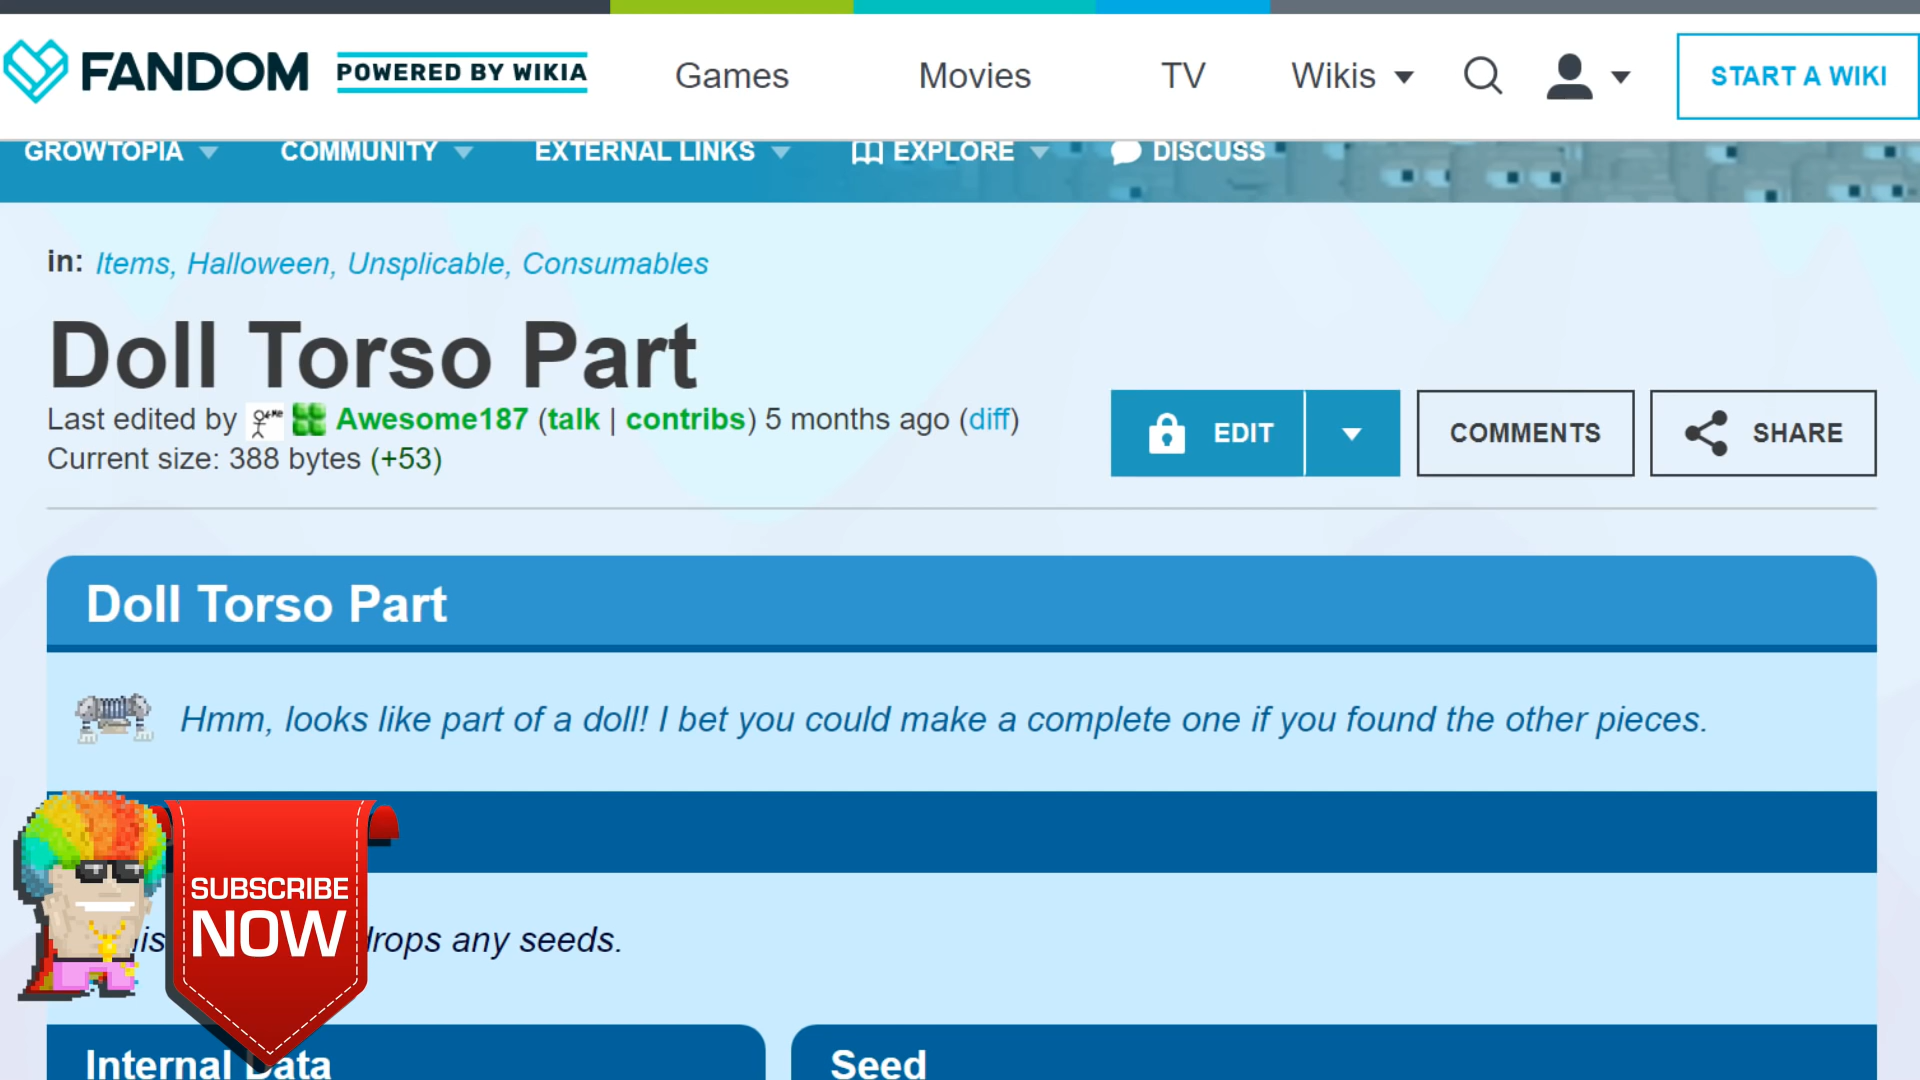 FANDOM POWERED BY WIKIA Games Movies TV Wikis START A WIKI
GROWTOPIA COMMUNITY EXTERNAL LINKS EXPLORE DISCUSS
in: Items, Halloween, Unsplicable, Consumables
Doll Torso Part
Last edited by Awesome187 (talk | contribs) 5 months ago (diff)
Current size: 388 bytes (+53)
EDIT COMMENTS SHARE
Doll Torso Part
Hmm, looks like part of a doll! I bet you could make a complete one if you found the other pieces.
SUBSCRIBE
NOW
drops any seeds.
Internal Data Seed